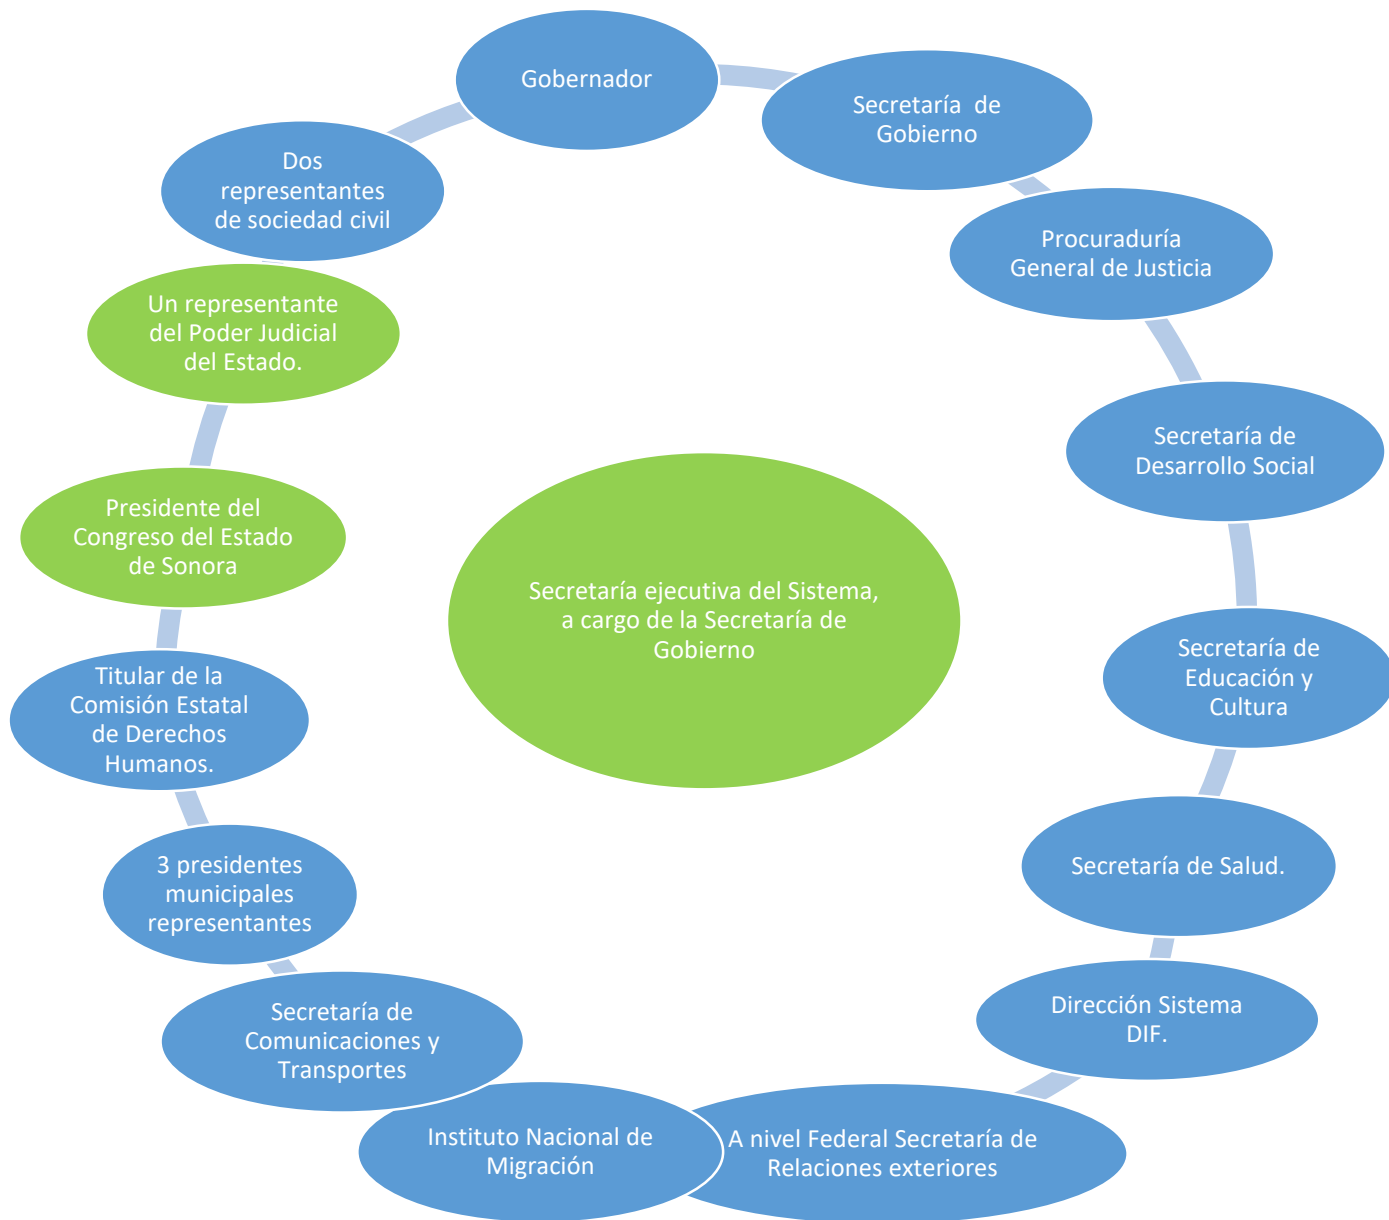 Gobernador
Secretaría de
Gobierno
Procuraduría
General de Justicia
Secretaría de
Desarrollo Social
Secretaría de
Educación y
Cultura
Secretaría de Salud.
Dirección Sistema
DIF.
A nivel Federal Secretaría de
Relaciones exteriores
Instituto Nacional de
Migración
Secretaría de
Comunicaciones y
Transportes
3 presidentes
municipales
representantes
Titular de la
Comisión Estatal
de Derechos
Humanos.
Presidente del
Congreso del Estado
de Sonora
Un representante
del Poder Judicial
del Estado.
Dos
representantes
de sociedad civil
Secretaría ejecutiva del Sistema,
a cargo de la Secretaría de
Gobierno